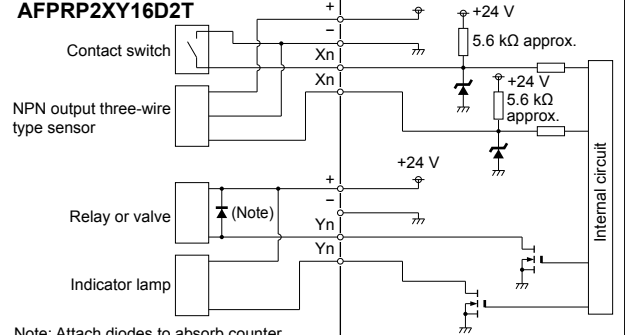 AFPRP2XY16D2T
+
+24 V
−
5.6 kΩ approx.
Contact switch
Xn
Xn
+24 V
5.6 kΩ
approx.
NPN output three-wire
type sensor
+24 V
+
−
Relay or valve
(Note)
Yn
Yn
Internal circuit
Indicator lamp
Note: Attach diodes to absorb counter